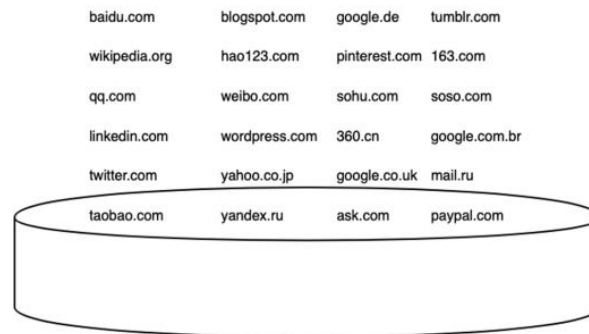 baidu.com blogspot.com google.de tumblr.com
wikipedia.org hao123.com pinterest.com 163.com
qq.com weibo.com sohu.com soso.com
linkedin.com wordpress.com 360.cn google.com.br
twitter.com yahoo.co.jp google.co.uk mail.ru
taobao.com yandex.ru ask.com paypal.com